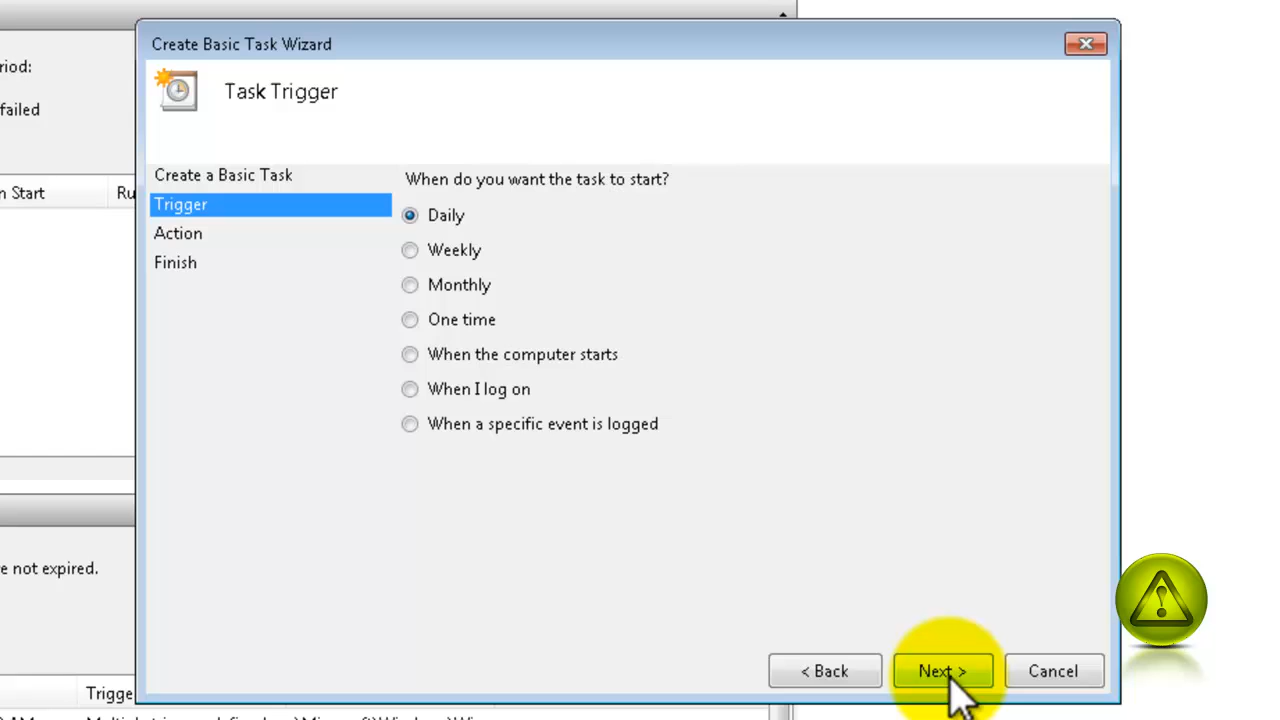 Create Basic Task Wizard
riod:
Task Trigger
failed
Create a Basic Task
When do you want the task to start?
n Start
Ru
Trigger
Daily
Action
Weekly
Finish
Monthly
One time
When the computer starts
When I log on
When a specific event is logged
e not expired.
< Back
Next >
Cancel
Trigge